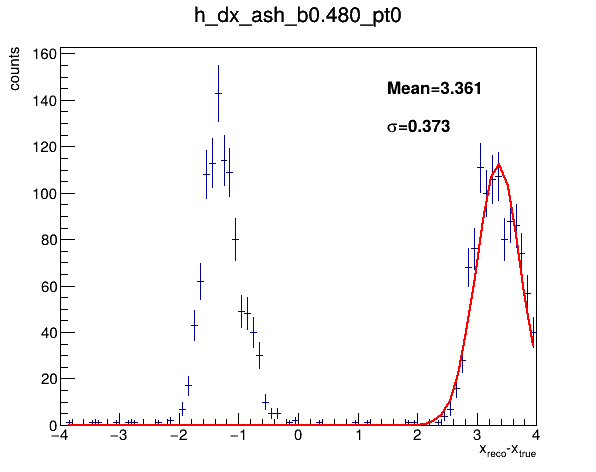 h_dx_ash_b0.480_pt0
counts
160
140
120
100
80
60
40
20
0
Mean=3.361
σ=0.373
−4 −3 −2 −1 0 1 2 3 4
x_reco-x_true